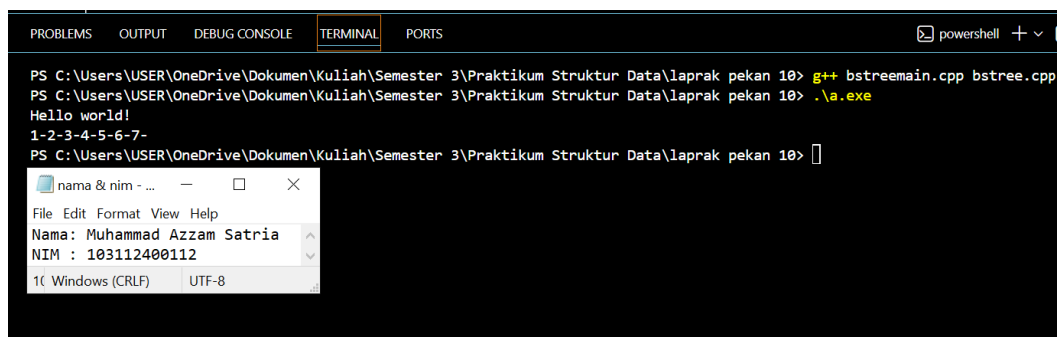 PROBLEMS OUTPUT DEBUG CONSOLE TERMINAL PORTS powershell
PS C:\Users\USER\OneDrive\Dokumen\Kuliah\Semester 3\Praktikum Struktur Data\laprak pekan 10> g++ bstreemain.cpp bstree.cpp
PS C:\Users\USER\OneDrive\Dokumen\Kuliah\Semester 3\Praktikum Struktur Data\laprak pekan 10> .\a.exe
Hello world!
1-2-3-4-5-6-7-
PS C:\Users\USER\OneDrive\Dokumen\Kuliah\Semester 3\Praktikum Struktur Data\laprak pekan 10>
nama & nim - ...
File Edit Format View Help
Nama: Muhammad Azzam Satria
NIM : 103112400112
Windows (CRLF) UTF-8